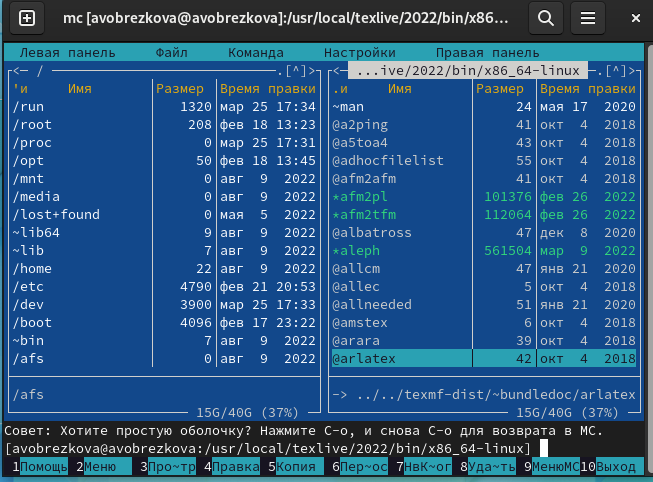 mc [avobrezkova@avobrezkova]:/usr/local/texlive/2022/bin/x86…
Левая панель Файл Команда Настройки Правая панель
<─ / ─ .[^]> <─ …ive/2022/bin/x86_64-linux ─ .[^]>
'и Имя Размер Время правки .и Имя Размер Время правки
/run 1320 мар 25 17:34 ~man 24 мая 17 2020
/root 208 фев 18 13:23 @a2ping 41 окт 4 2018
/proc 0 мар 25 17:31 @a5toa4 43 окт 4 2018
/opt 50 фев 18 13:45 @adhocfilelist 55 окт 4 2018
/mnt 0 авг 9 2022 @afm2afm 41 окт 4 2018
/media 0 авг 9 2022 *afm2pl 101376 фев 26 2022
/lost+found 0 мая 5 2022 *afm2tfm 112064 фев 26 2022
~lib64 9 авг 9 2022 @albatross 47 дек 8 2020
~lib 7 авг 9 2022 *aleph 561504 мар 9 2022
/home 22 авг 9 2022 @allcm 47 янв 21 2020
/etc 4790 фев 21 20:53 @allec 5 окт 4 2018
/dev 3900 мар 25 17:33 @allneeded 51 янв 21 2020
/boot 4096 фев 17 23:22 @amstex 6 окт 4 2018
~bin 7 авг 9 2022 @arara 39 окт 4 2018
/afs 0 авг 9 2022 @arlatex 42 окт 4 2018
/afs -> ../../texmf-dist/~bundledoc/arlatex
15G/40G (37%) 15G/40G (37%)
Совет: Хотите простую оболочку? Нажмите C-o, и снова C-o для возврата в MC.
[avobrezkova@avobrezkova:/usr/local/texlive/2022/bin/x86_64-linux]
1Помощь 2Меню 3Про~тр 4Правка 5Копия 6Пер~ос 7НвК~ог 8Уда~ть 9МенюMC 10Выход